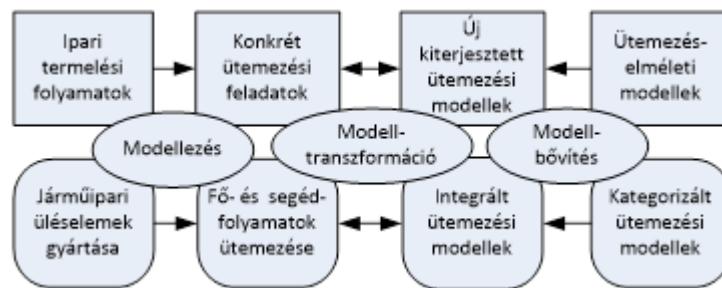 Ipari
termelési
folyamatok
Konkrét
ütemezési
feladatok
Új
kiterjesztett
ütemezési
modellek
Ütemezés-
elméleti
modellek
Modellezés
Modell-
transzformáció
Modell-
bővítés
Járműipari
üléselemek
gyártása
Fő- és segéd-
folyamatok
ütemezése
Integrált
ütemezési
modellek
Kategorizált
ütemezési
modellek